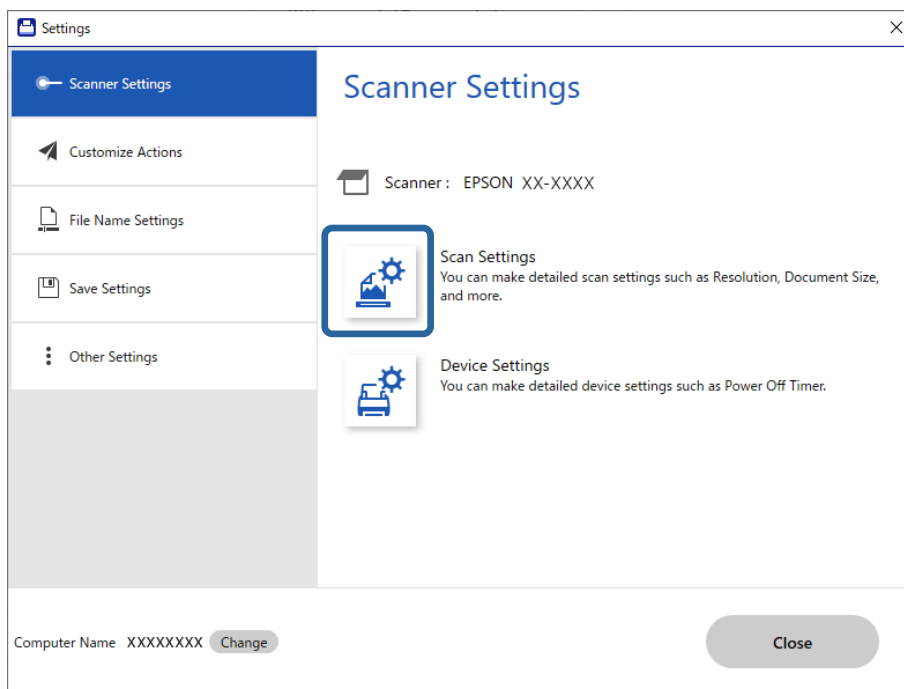 Settings
Scanner Settings
Customize Actions
File Name Settings
Save Settings
Other Settings
Scanner Settings
Scanner : EPSON XX-XXXX
Scan Settings
You can make detailed scan settings such as Resolution, Document Size,
and more.
Device Settings
You can make detailed device settings such as Power Off Timer.
Computer Name XXXXXXXX Change
Close